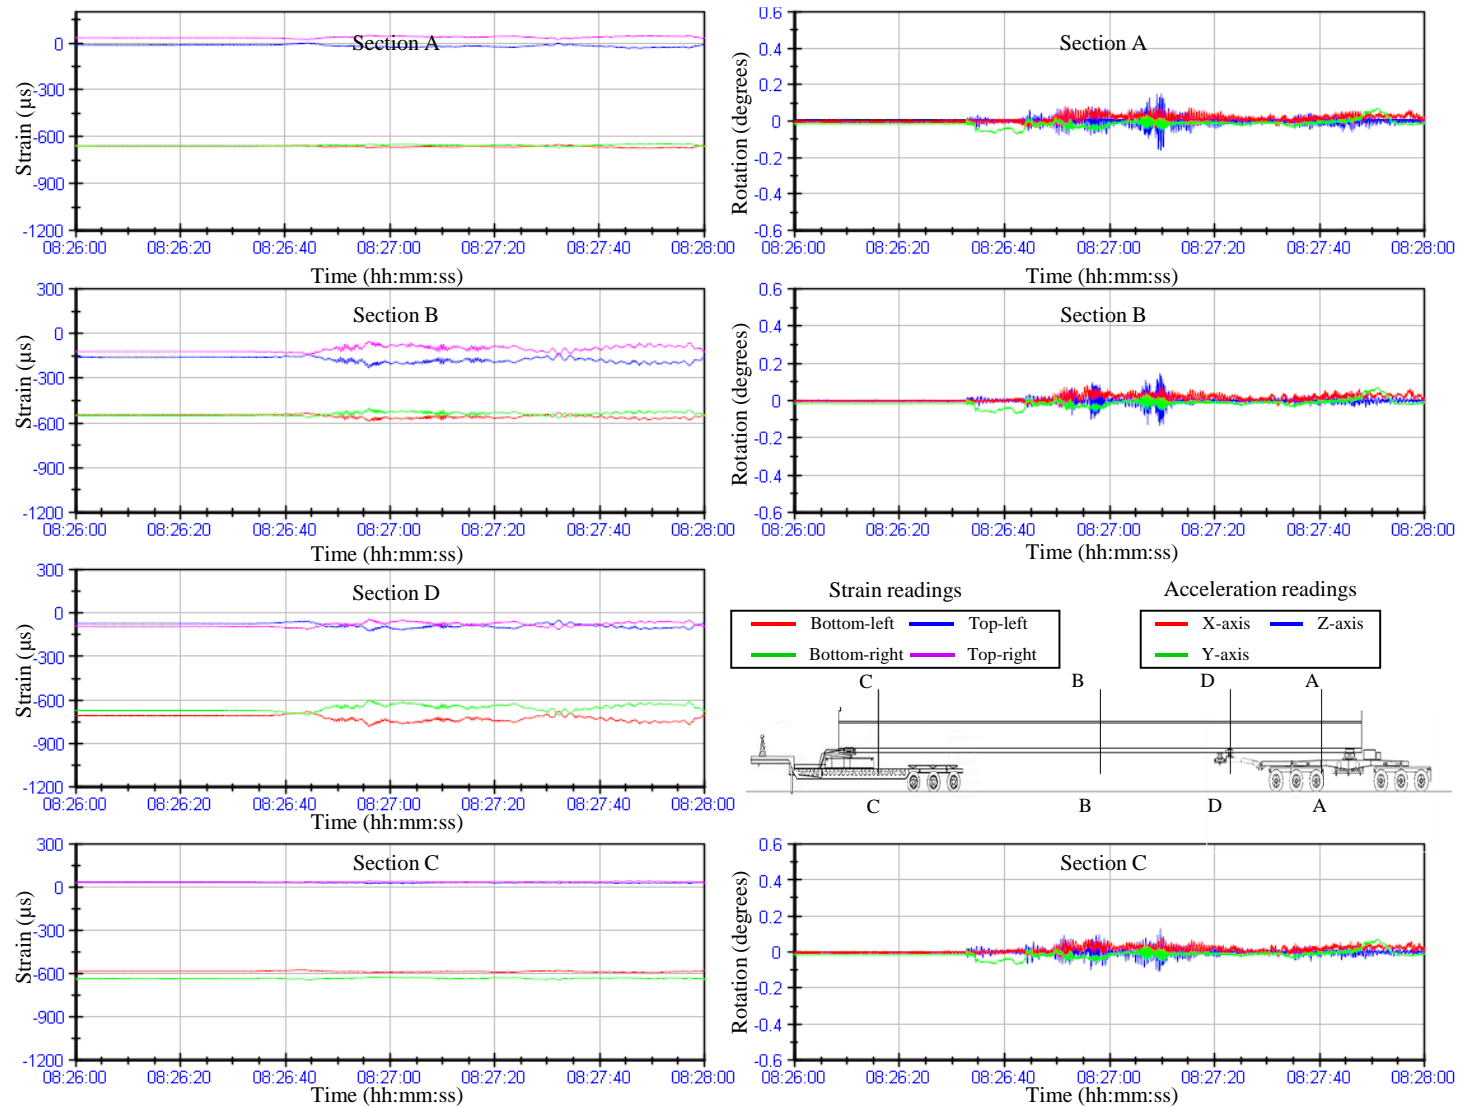 Section A
Strain (µs)
0
-300
-600
-900
-1200
08:26:00 08:26:20 08:26:40 08:27:00 08:27:20 08:27:40 08:28:00
Time (hh:mm:ss)
Section A
Rotation (degrees)
0.6
0.4
0.2
0
-0.2
-0.4
-0.6
08:26:00 08:26:20 08:26:40 08:27:00 08:27:20 08:27:40 08:28:00
Time (hh:mm:ss)
Section B
Strain (µs)
300
0
-300
-600
-900
-1200
08:26:00 08:26:20 08:26:40 08:27:00 08:27:20 08:27:40 08:28:00
Time (hh:mm:ss)
Section B
Rotation (degrees)
0.6
0.4
0.2
0
-0.2
-0.4
-0.6
08:26:00 08:26:20 08:26:40 08:27:00 08:27:20 08:27:40 08:28:00
Time (hh:mm:ss)
Section D
Strain (µs)
300
0
-300
-600
-900
-1200
08:26:00 08:26:20 08:26:40 08:27:00 08:27:20 08:27:40 08:28:00
Time (hh:mm:ss)
Strain readings
Bottom-left Top-left
Bottom-right Top-right
Acceleration readings
X-axis Z-axis
Y-axis
C B D A
C B D A
Section C
Strain (µs)
300
0
-300
-600
-900
-1200
08:26:00 08:26:20 08:26:40 08:27:00 08:27:20 08:27:40 08:28:00
Time (hh:mm:ss)
Section C
Rotation (degrees)
0.6
0.4
0.2
0
-0.2
-0.4
-0.6
08:26:00 08:26:20 08:26:40 08:27:00 08:27:20 08:27:40 08:28:00
Time (hh:mm:ss)